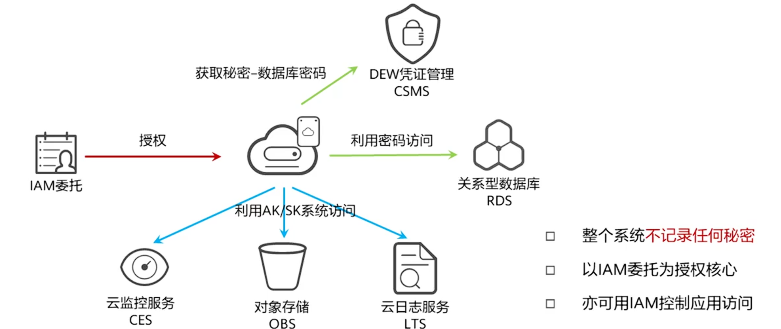 DEW凭证管理
CSMS
获取秘密-数据库密码
授权
利用密码访问
IAM委托
关系型数据库
RDS
利用AK/SK系统访问
云监控服务
CES
对象存储
OBS
云日志服务
LTS
整个系统不记录任何秘密
以IAM委托为授权核心
亦可用IAM控制应用访问